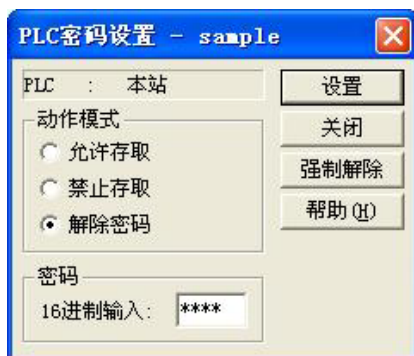 PLC密码设置 - sample
PLC : 本站
设置
动作模式
关闭
允许存取
强制解除
禁止存取
帮助(H)
解除密码
密码
16进制输入: ****